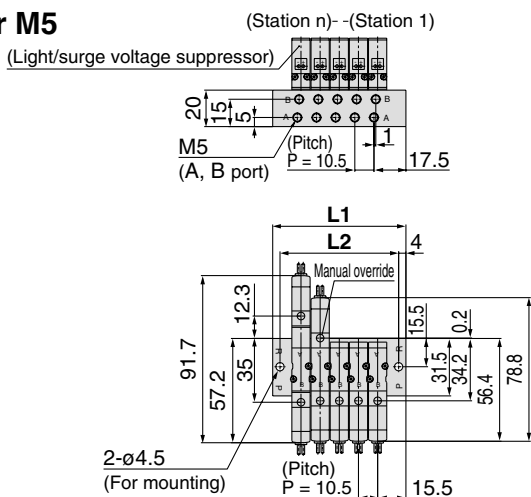 r M5
(Station n)- -(Station 1)
(Light/surge voltage suppressor)
B B
A A
20
15
5
M5
(A, B port)
(Pitch)
P = 10.5
1
17.5
L1
L2
4
Manual override
12.3
91.7
57.2
35
15.5
0.2
31.5
34.2
56.4
78.8
R
P
A A A A
B B B B
R
P
2-ø4.5
(For mounting)
(Pitch)
P = 10.5
15.5